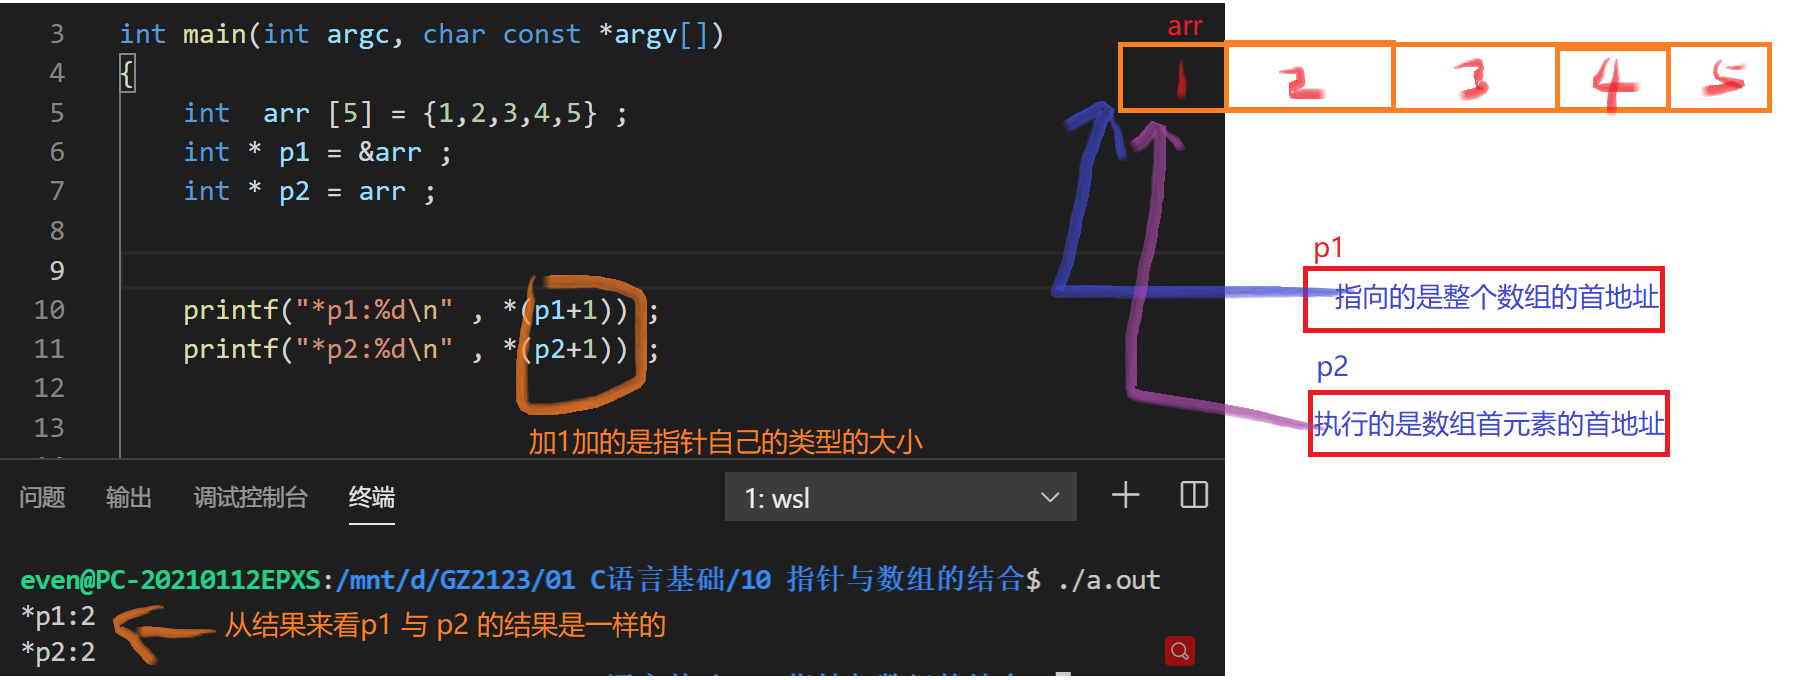 3 int main(int argc, char const *argv[])
arr
4 {
1 2 3 4 5
5 int arr [5] = {1,2,3,4,5} ;
6 int * p1 = &arr ;
7 int * p2 = arr ;
8
9
p1
指向的是整个数组的首地址
10 printf("*p1:%d\n" , *(p1+1)) ;
11 printf("*p2:%d\n" , *(p2+1)) ;
p2
执行的是数组首元素的首地址
12
13
加1加的是指针自己的类型的大小
问题 输出 调试控制台 终端 1: wsl
even@PC-20210112EPXS:/mnt/d/GZ2123/01 C语言基础/10 指针与数组的结合$ ./a.out
*p1:2
从结果来看p1 与 p2 的结果是一样的
*p2:2